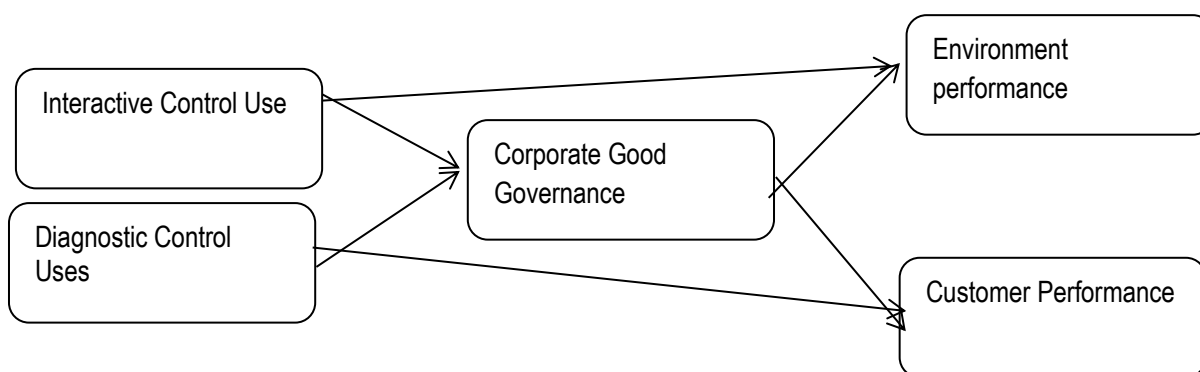 Interactive Control Use
Diagnostic Control
Uses
Corporate Good
Governance
Environment
performance
Customer Performance